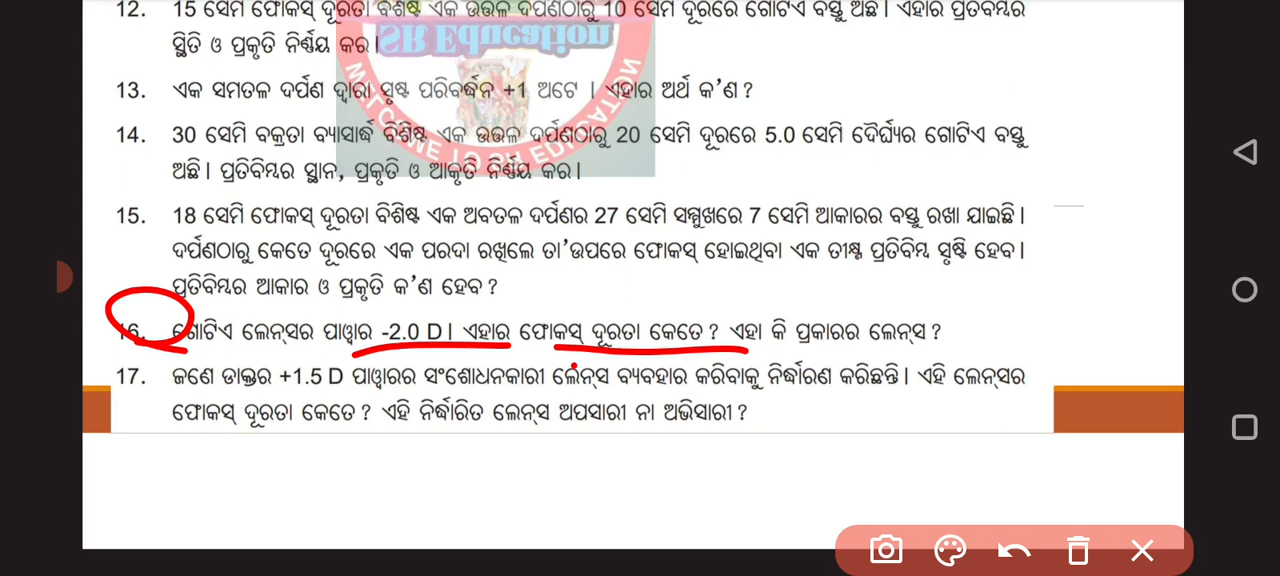 12. 15 ସେମି ଫୋକସ୍ ଦୂରତା ବିଶିଷ୍ଟ ଏକ ଉତ୍ତଳ ଦର୍ପଣଠାରୁ 10 ସେମି ଦୂରରେ ଗୋଟିଏ ବସ୍ତୁ ଅଛି। ଏହାର ପ୍ରତିବିମ୍ବର
ସ୍ଥିତି ଓ ପ୍ରକୃତି ନିର୍ଣ୍ଣୟ କର।
SR Education
13. ଏକ ସମତଳ ଦର୍ପଣ ଦ୍ୱାରା ସୃଷ୍ଟ ପରିବର୍ଦ୍ଧନ +1 ଅଟେ । ଏହାର ଅର୍ଥ କ'ଣ?
14. 30 ସେମି ବକ୍ରତା ବ୍ୟାସାର୍ଦ୍ଧ ବିଶିଷ୍ଟ ଏକ ଉତ୍ତଳ ଦର୍ପଣଠାରୁ 20 ସେମି ଦୂରରେ 5.0 ସେମି ଦୈର୍ଘ୍ୟର ଗୋଟିଏ ବସ୍ତୁ
ଅଛି। ପ୍ରତିବିମ୍ବର ସ୍ଥାନ, ପ୍ରକୃତି ଓ ଆକୃତି ନିର୍ଣ୍ଣୟ କର।
WELCOME TO SR EDUCATION
15. 18 ସେମି ଫୋକସ୍ ଦୂରତା ବିଶିଷ୍ଟ ଏକ ଅବତଳ ଦର୍ପଣର 27 ସେମି ସମ୍ମୁଖରେ 7 ସେମି ଆକାରର ବସ୍ତୁ ରଖା ଯାଇଛି।
ଦର୍ପଣଠାରୁ କେତେ ଦୂରରେ ଏକ ପରଦା ରଖିଲେ ତା'ଉପରେ ଫୋକସ୍ ହୋଇଥିବା ଏକ ତୀକ୍ଷ୍ଣ ପ୍ରତିବିମ୍ବ ସୃଷ୍ଟି ହେବ।
ପ୍ରତିବିମ୍ବର ଆକାର ଓ ପ୍ରକୃତି କ'ଣ ହେବ?
16. ଗୋଟିଏ ଲେନ୍‌ସର ପାୱାର -2.0 D। ଏହାର ଫୋକସ୍ ଦୂରତା କେତେ? ଏହା କି ପ୍ରକାରର ଲେନ୍‌ସ?
17. ଜଣେ ଡାକ୍ତର +1.5 D ପାୱାରର ସଂଶୋଧନକାରୀ ଲେନ୍‌ସ ବ୍ୟବହାର କରିବାକୁ ନିର୍ଦ୍ଧାରଣ କରିଛନ୍ତି। ଏହି ଲେନ୍‌ସର
ଫୋକସ୍ ଦୂରତା କେତେ? ଏହି ନିର୍ଦ୍ଧାରିତ ଲେନ୍‌ସ ଅପସାରୀ ନା ଅଭିସାରୀ?